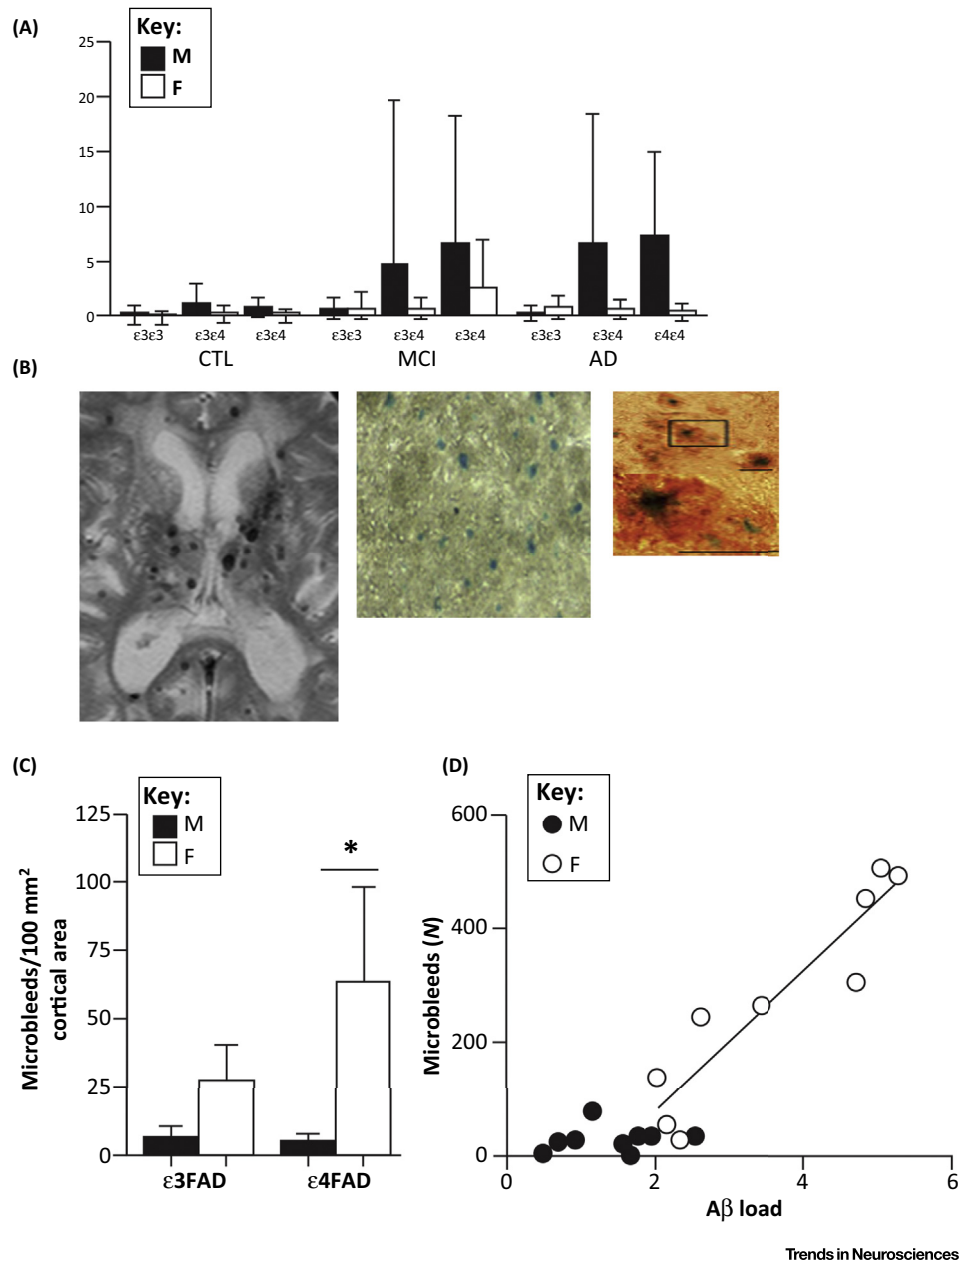 (A)
Key:
M
F
25
20
15
10
5
0
ε3ε3
ε3ε4
ε3ε4
ε3ε3
ε3ε4
ε3ε4
ε3ε3
ε3ε4
ε4ε4
CTL
MCI
AD
(B)
(C)
Key:
M
F
125
100
75
50
25
0
Microbleeds/100 mm²
cortical area
*
ε3FAD
ε4FAD
(D)
Key:
M
F
600
400
200
0
Microbleeds (N)
0
2
4
6
Aβ load
Trends in Neurosciences